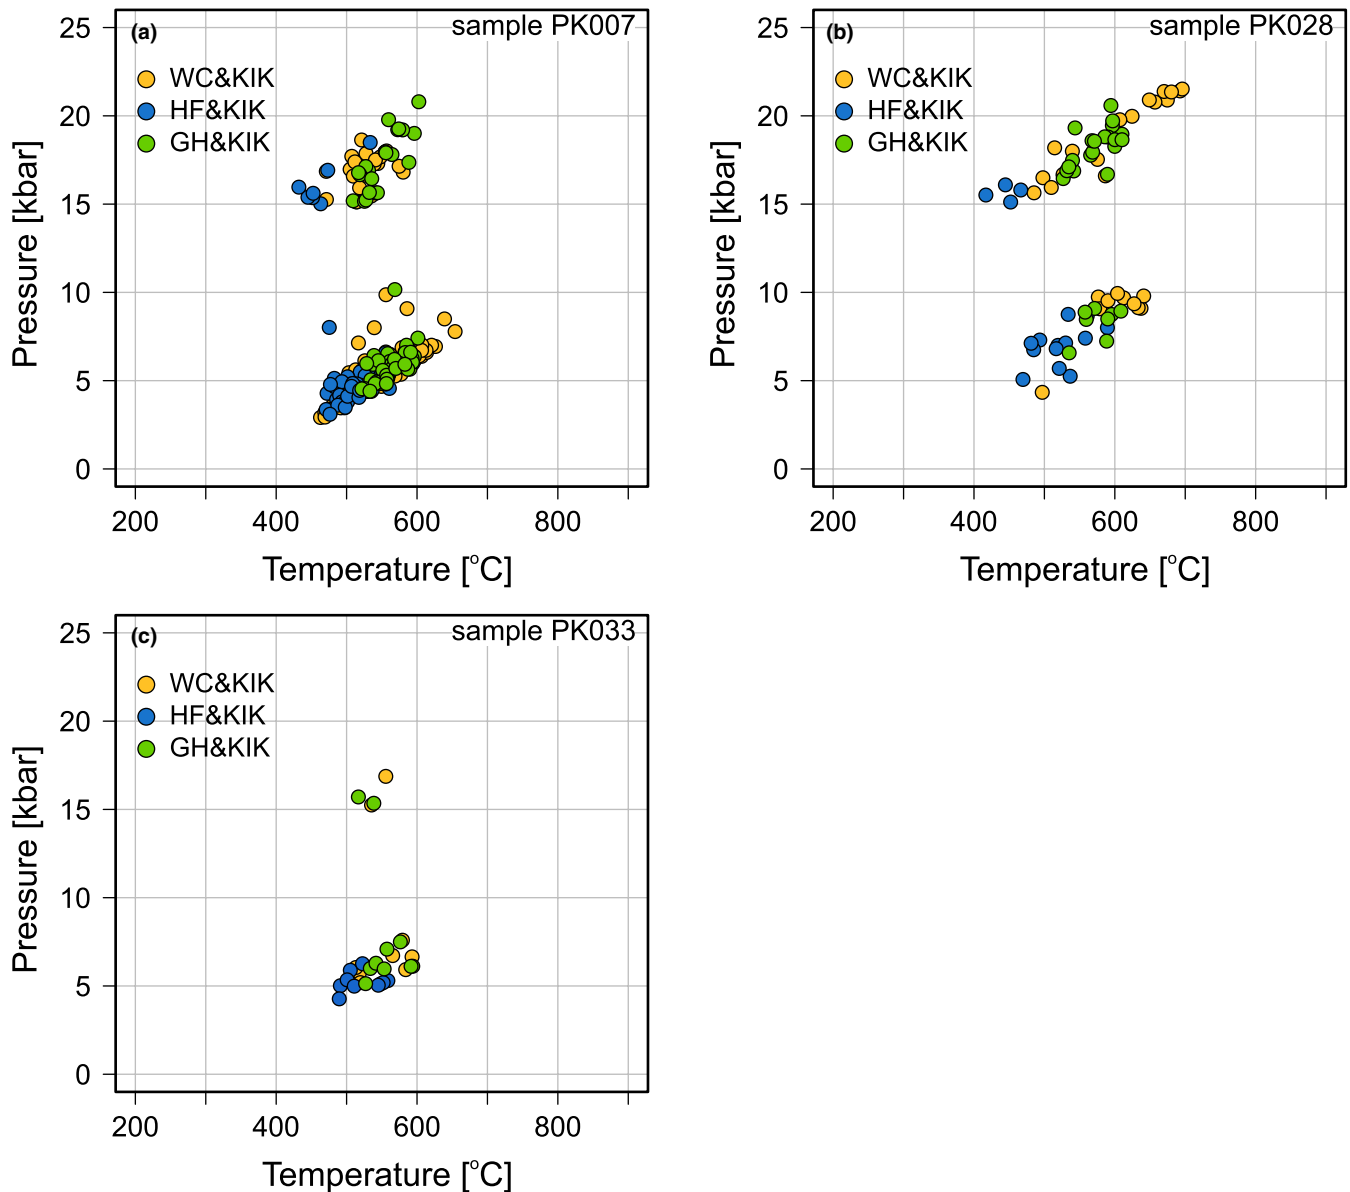 (a)
sample PK007
WC&KIK
HF&KIK
GH&KIK
25
20
15
10
5
0
Pressure [kbar]
200 400 600 800
Temperature [°C]
(b)
sample PK028
WC&KIK
HF&KIK
GH&KIK
25
20
15
10
5
0
Pressure [kbar]
200 400 600 800
Temperature [°C]
(c)
sample PK033
WC&KIK
HF&KIK
GH&KIK
25
20
15
10
5
0
Pressure [kbar]
200 400 600 800
Temperature [°C]